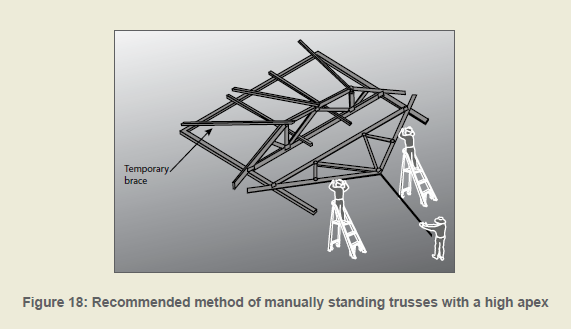 Temporary
brace
Figure 18: Recommended method of manually standing trusses with a high apex